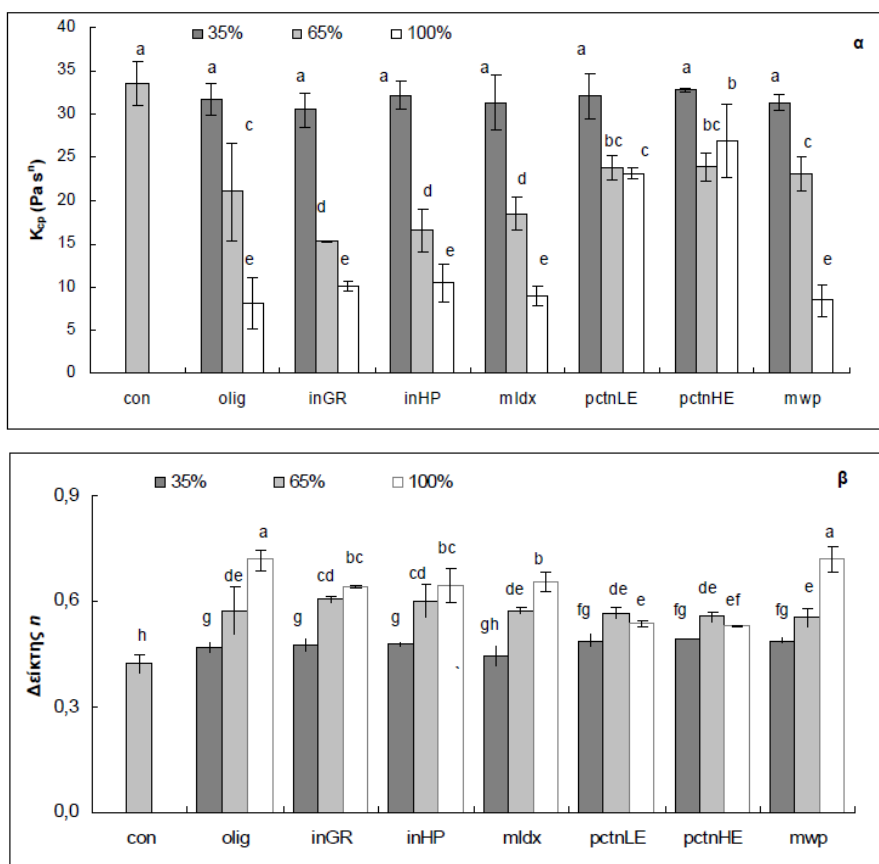 35% 65% 100% α
40
35
30
25
20
15
10
5
0
K_cp (Pa s^n)
a
a c e
a d e
a d e
a d e
a bc c
a bc b
a c e
con olig inGR inHP mldx pctnLE pctnHE mwp
35% 65% 100% β
0,9
0,6
0,3
0,0
Δείκτης n
h
g de a
g cd bc
g cd bc
gh de b
fg de e
fg de ef
fg e a
con olig inGR inHP mldx pctnLE pctnHE mwp